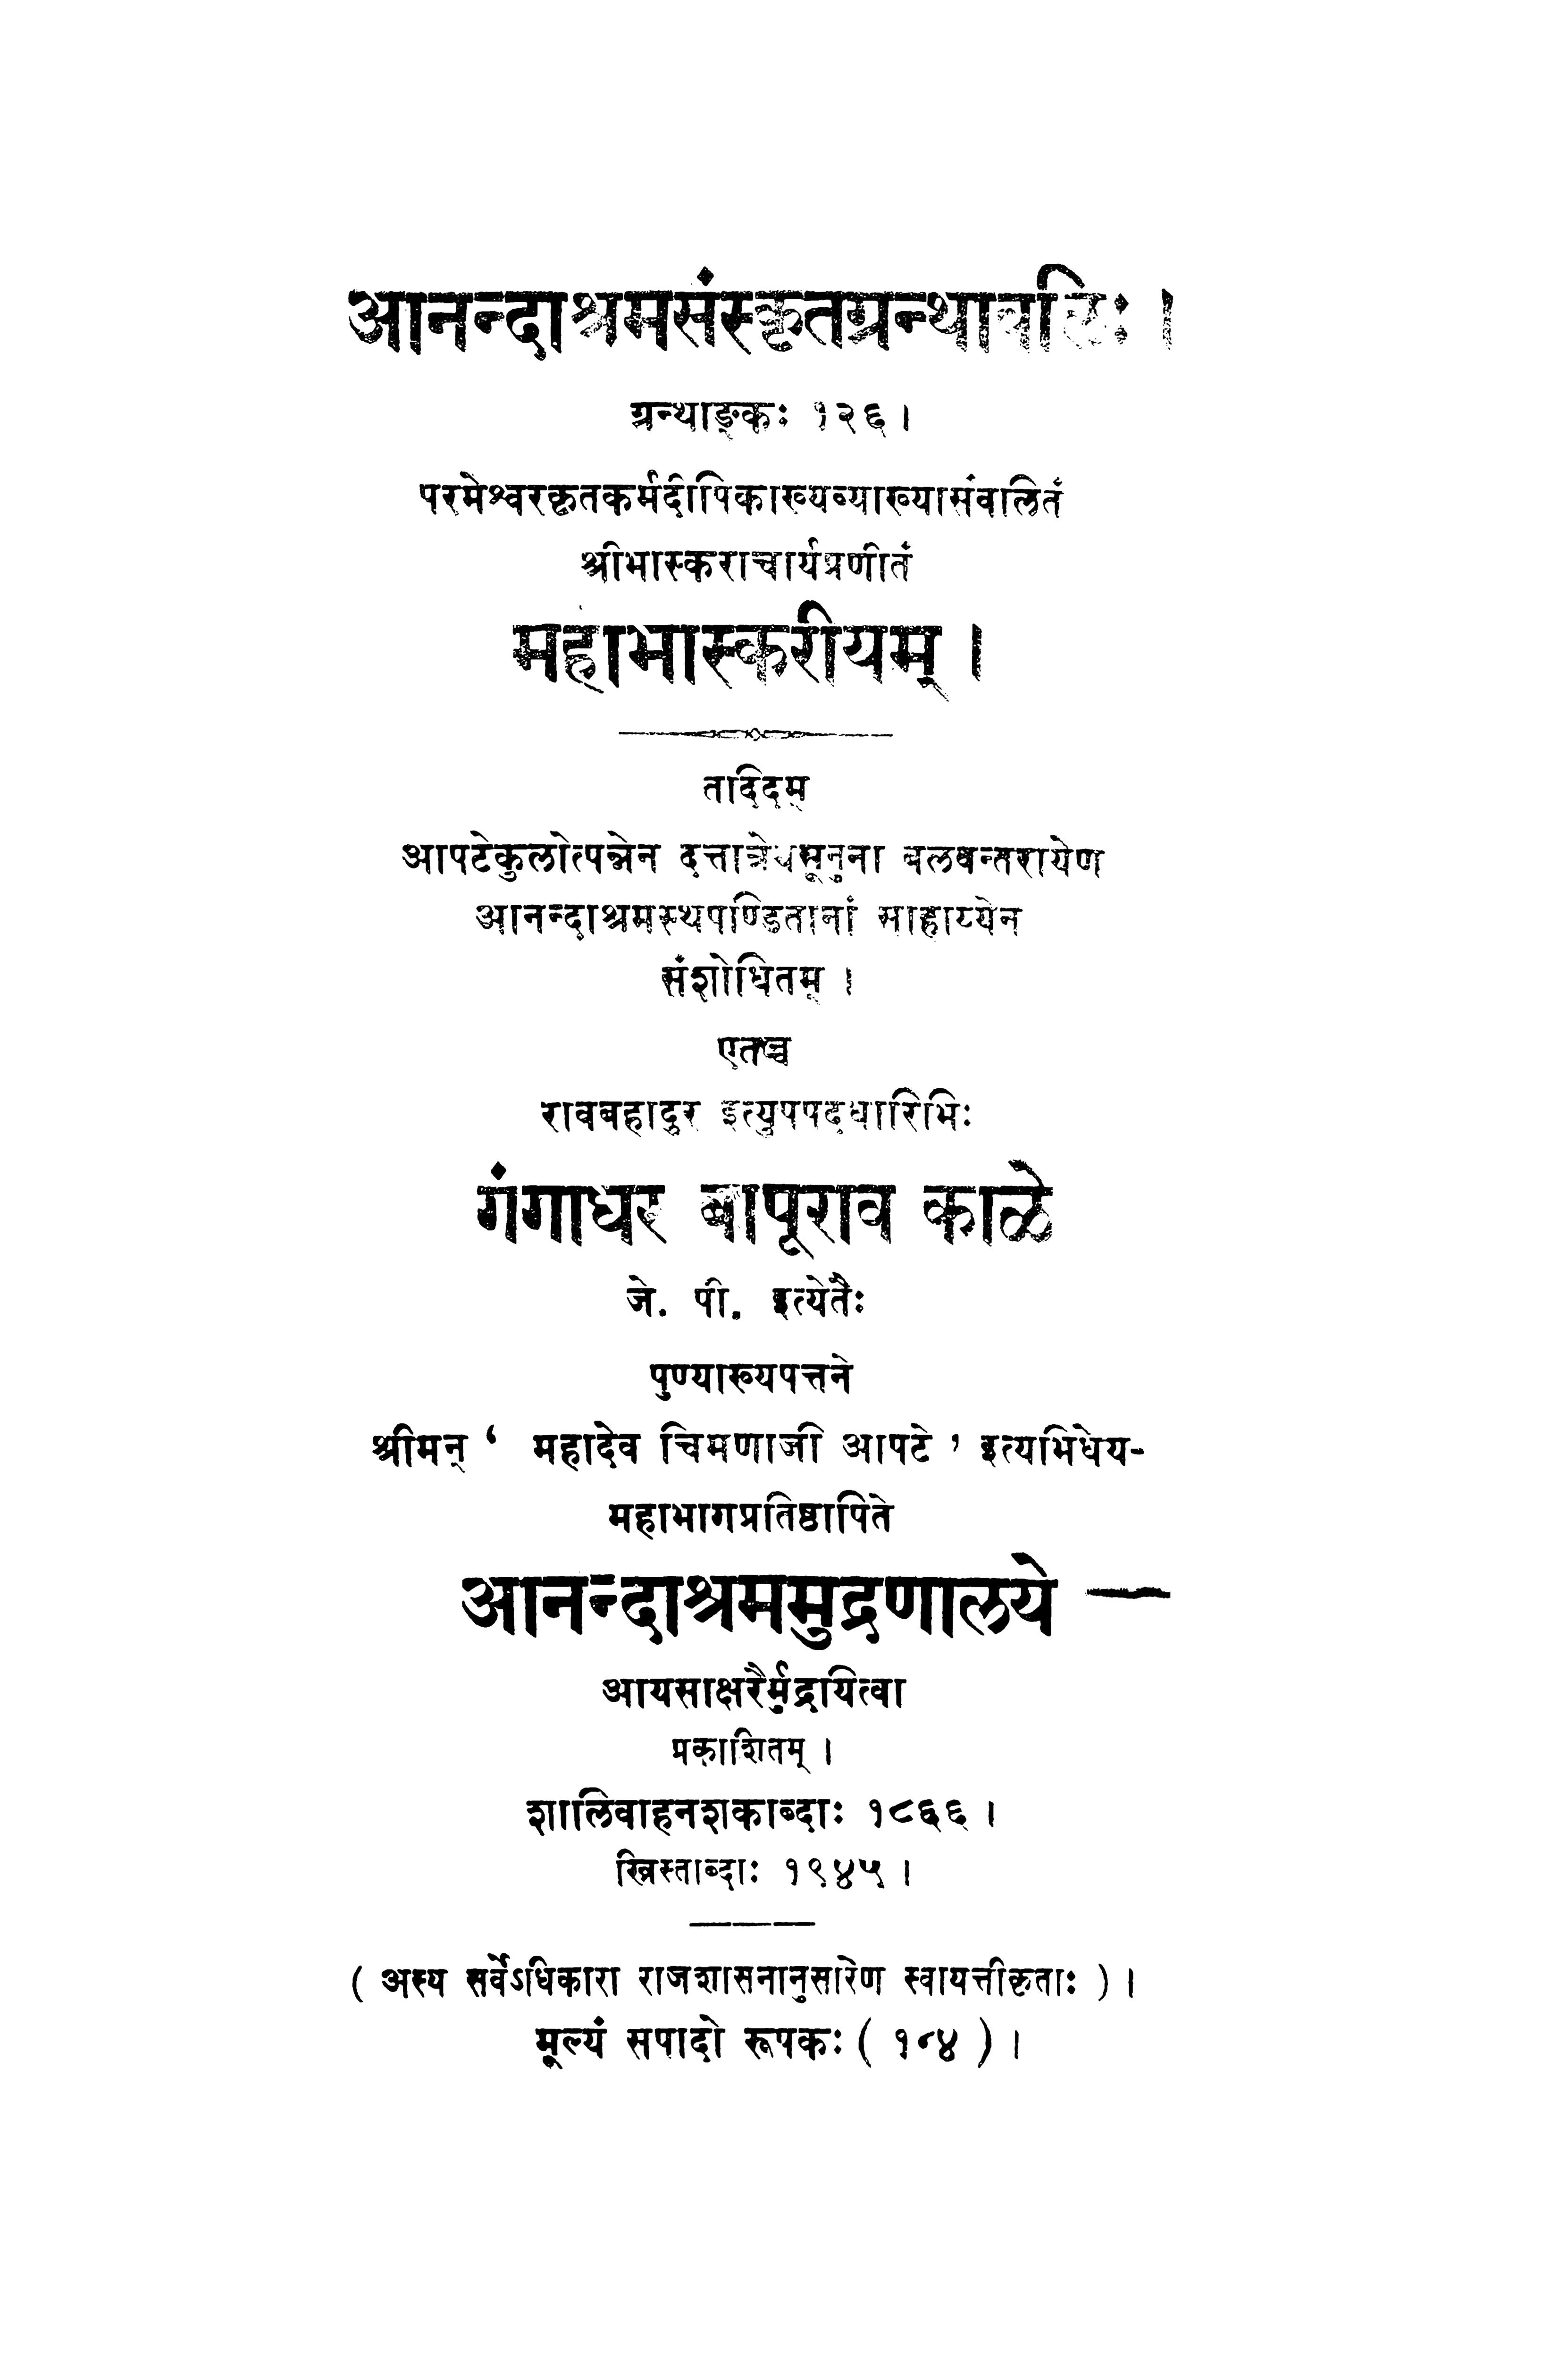 आनन्दाश्रमसंस्कृतग्रन्थावलिः ।
ग्रन्थाङ्कः १२६ ।
परमेश्वरकृतकर्मदीपिकाख्यव्याख्यासंवलितं
श्रीभास्कराचार्यप्रणीतं
महाभास्करीयम् ।
तदिदम्
आपटेकुलोत्पन्नेन दत्तात्रेयसूनुना बलवन्तरायेण
आनन्दाश्रमस्थपण्डितानां साहाय्येन
संशोधितम् ।
एतच्च
रावबहादुर इत्युपपदधारिभिः
गंगाधर बापूराव काळे
जे. पी. इत्येतैः
पुण्याख्यपत्तने
श्रीमन् ‘ महादेव चिमणाजी आपटे ’ इत्यभिधेय-
महाभागप्रतिष्ठापिते
आनन्दाश्रममुद्रणालये
आयसाक्षरैर्मुद्रयित्वा
प्रकाशितम् ।
शालिवाहनशकाब्दाः १८६६ ।
ख्रिस्ताब्दाः १९४५ ।
( अस्य सर्वेऽधिकारा राजशासनानुसारेण स्वायत्तीकृताः ) ।
मूल्यं सपादो रूपकः ( १०४ ) ।